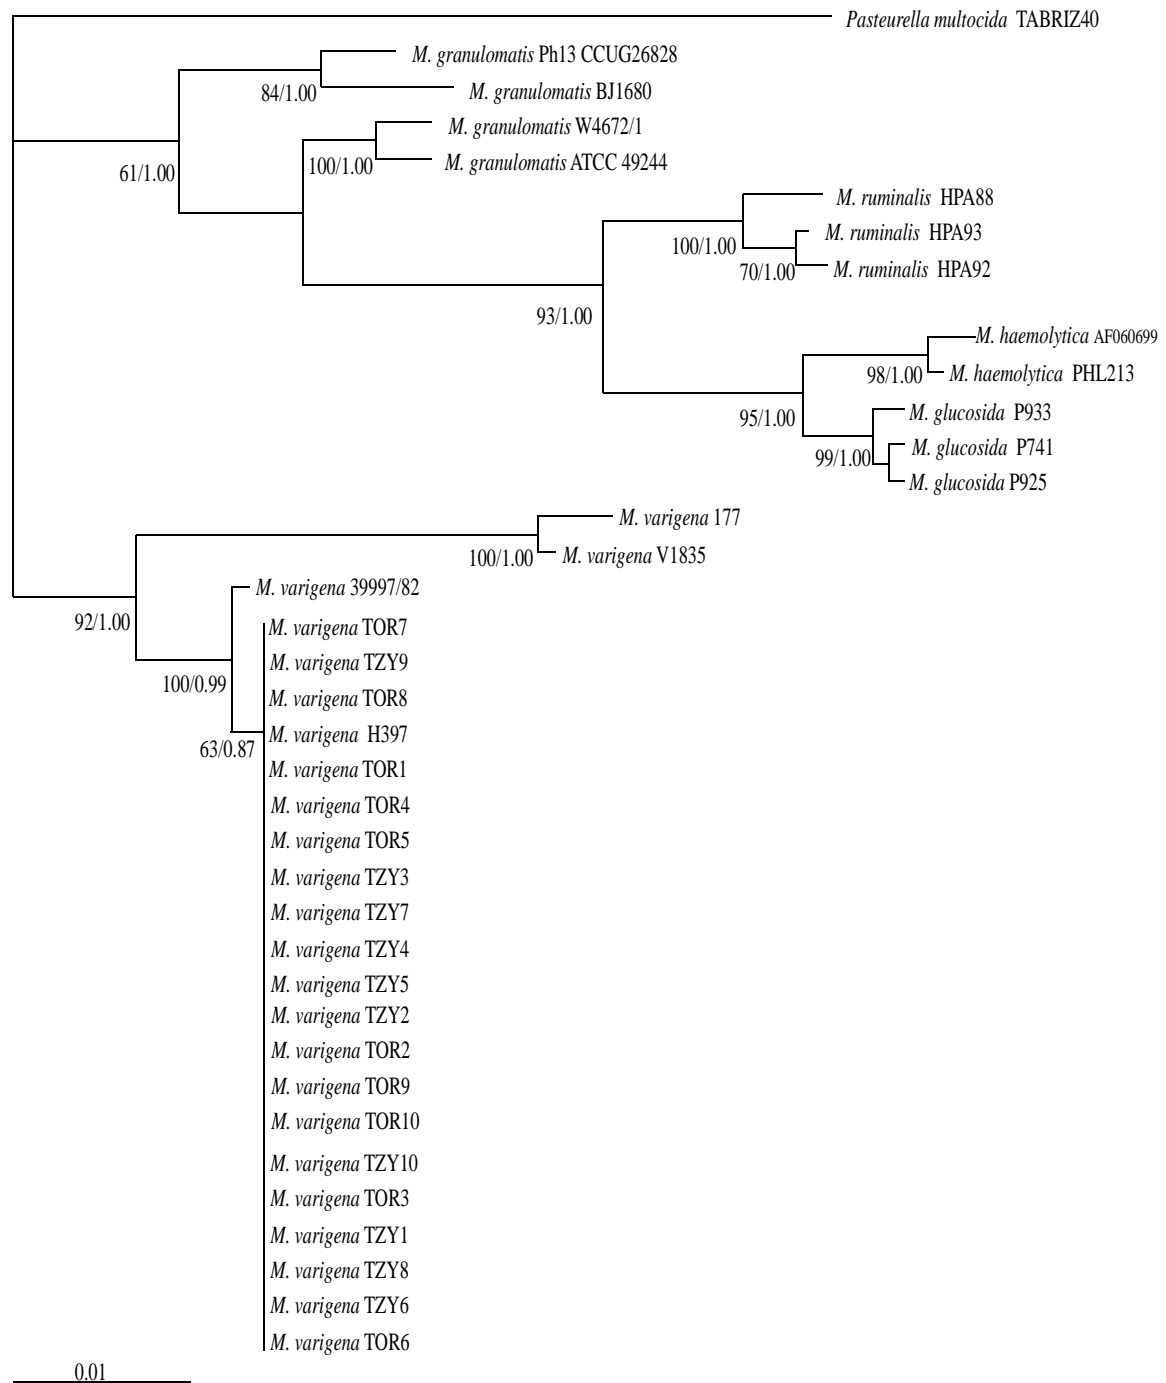 Pasteurella multocida TABRIZ40
M. granulomatis Ph13 CCUG26828
84/1.00
M. granulomatis BJ1680
M. granulomatis W4672/1
100/1.00
M. granulomatis ATCC 49244
61/1.00
M. ruminalis HPA88
M. ruminalis HPA93
100/1.00
70/1.00
M. ruminalis HPA92
93/1.00
M. haemolytica AF060699
98/1.00
M. haemolytica PHL213
95/1.00
M. glucosida P933
M. glucosida P741
99/1.00
M. glucosida P925
M. varigena 177
100/1.00
M. varigena V1835
M. varigena 39997/82
92/1.00
M. varigena TOR7
M. varigena TZY9
100/0.99
M. varigena TOR8
M. varigena H397
63/0.87
M. varigena TOR1
M. varigena TOR4
M. varigena TOR5
M. varigena TZY3
M. varigena TZY7
M. varigena TZY4
M. varigena TZY5
M. varigena TZY2
M. varigena TOR2
M. varigena TOR9
M. varigena TOR10
M. varigena TZY10
M. varigena TOR3
M. varigena TZY1
M. varigena TZY8
M. varigena TZY6
M. varigena TOR6
0.01